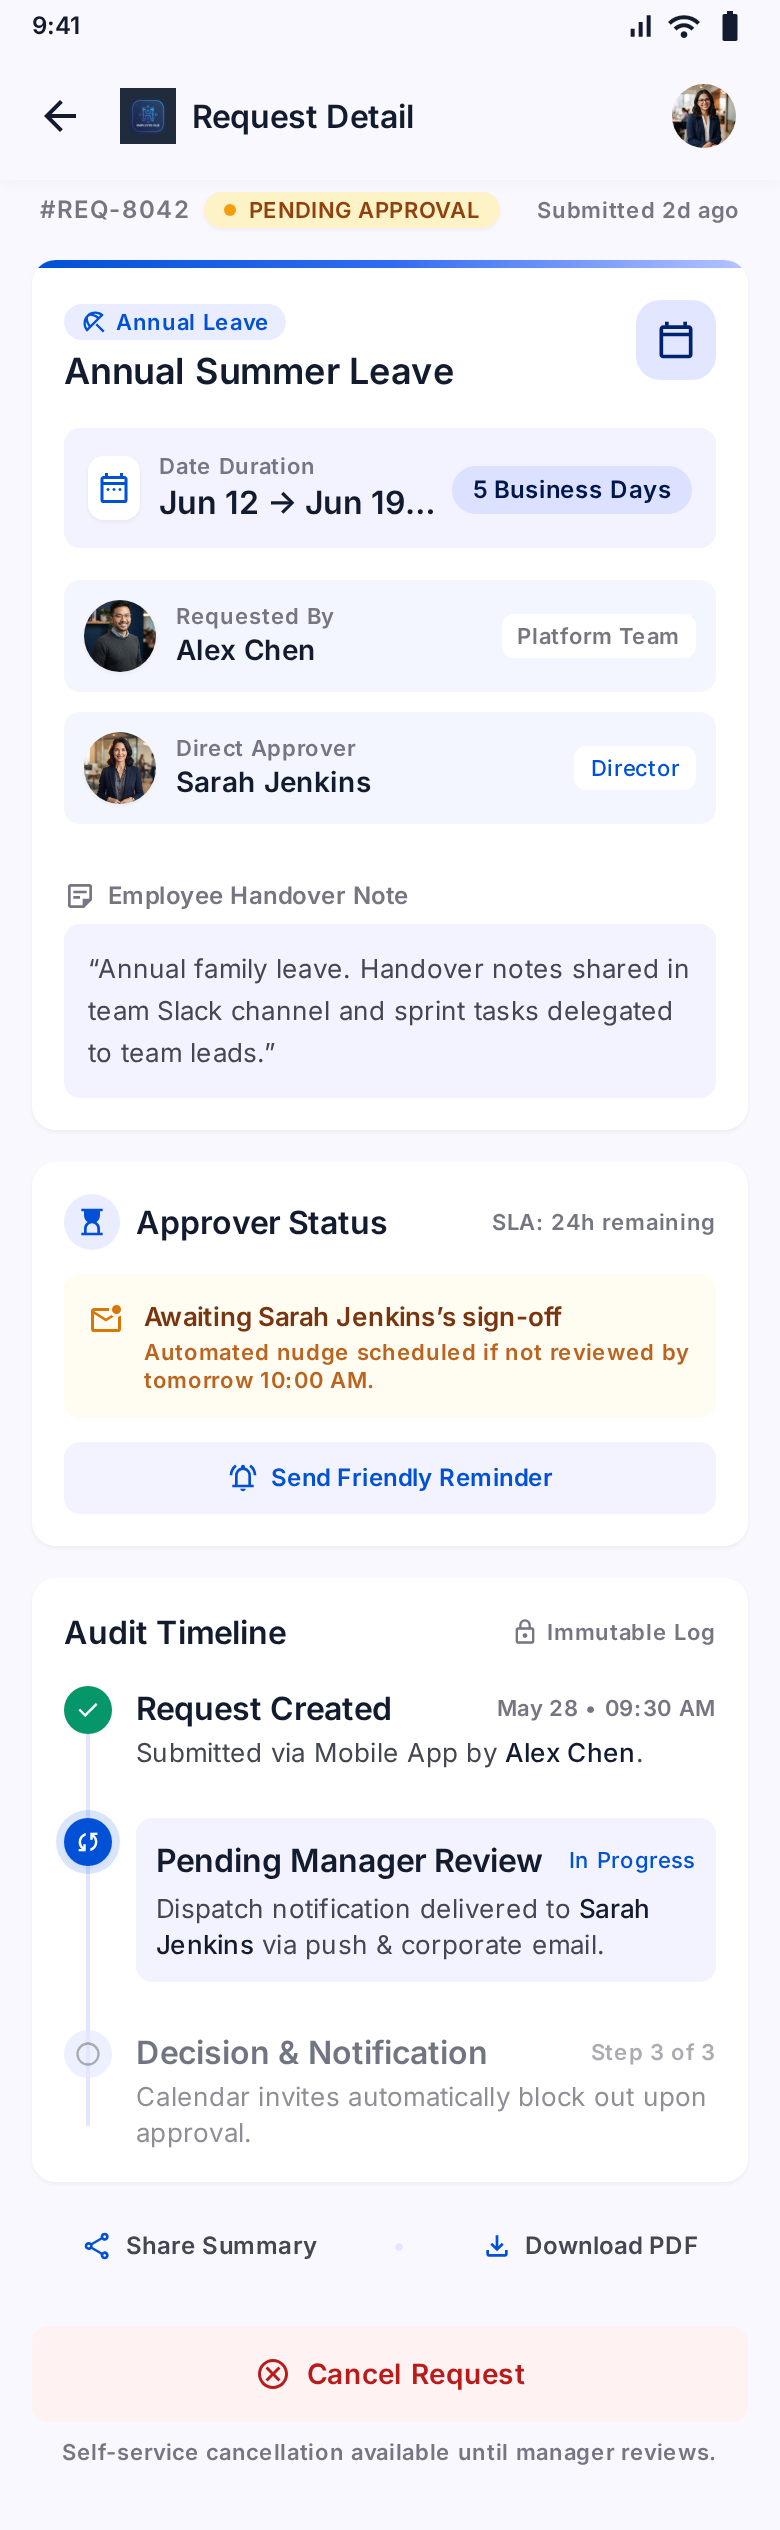 9:41
Request Detail
#REQ-8042 PENDING APPROVAL Submitted 2d ago
Annual Leave
Annual Summer Leave
Date Duration
Jun 12 → Jun 19... 5 Business Days
Requested By
Alex Chen
Platform Team
Direct Approver
Sarah Jenkins
Director
Employee Handover Note
“Annual family leave. Handover notes shared in
team Slack channel and sprint tasks delegated
to team leads.”
Approver Status SLA: 24h remaining
Awaiting Sarah Jenkins’s sign-off
Automated nudge scheduled if not reviewed by
tomorrow 10:00 AM.
Send Friendly Reminder
Audit Timeline Immutable Log
Request Created May 28 • 09:30 AM
Submitted via Mobile App by Alex Chen.
Pending Manager Review In Progress
Dispatch notification delivered to Sarah
Jenkins via push & corporate email.
Decision & Notification Step 3 of 3
Calendar invites automatically block out upon
approval.
Share Summary • Download PDF
Cancel Request
Self-service cancellation available until manager reviews.